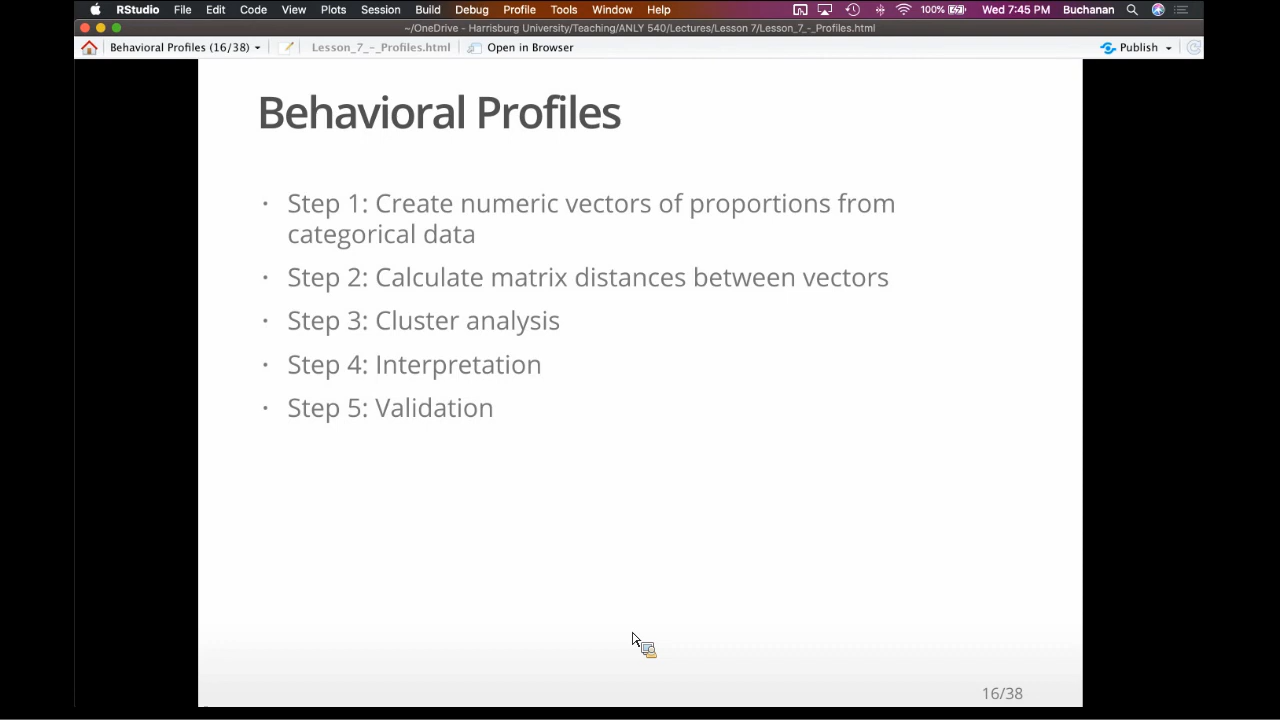 RStudio File Edit Code View Plots Session Build Debug Profile Tools Window Help 100% Wed 7:45 PM Buchanan
~/OneDrive - Harrisburg University/Teaching/ANLY 540/Lectures/Lesson 7/Lesson_7_-_Profiles.html
Behavioral Profiles (16/38) Lesson_7_-_Profiles.html Open in Browser Publish
Behavioral Profiles
· Step 1: Create numeric vectors of proportions from
categorical data
· Step 2: Calculate matrix distances between vectors
· Step 3: Cluster analysis
· Step 4: Interpretation
· Step 5: Validation
16/38